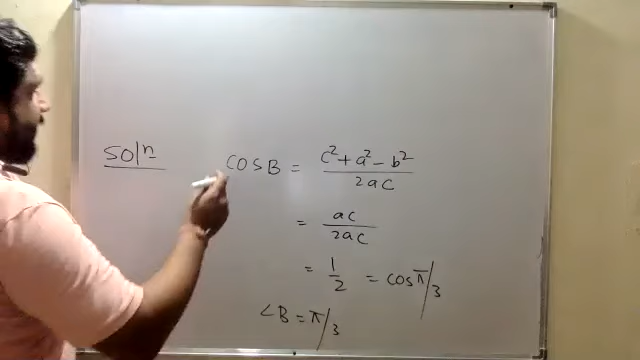 Solⁿ cos B = c² + a² - b² / 2ac
= ac / 2ac
= 1/2 = cos π/3
∠B = π/3